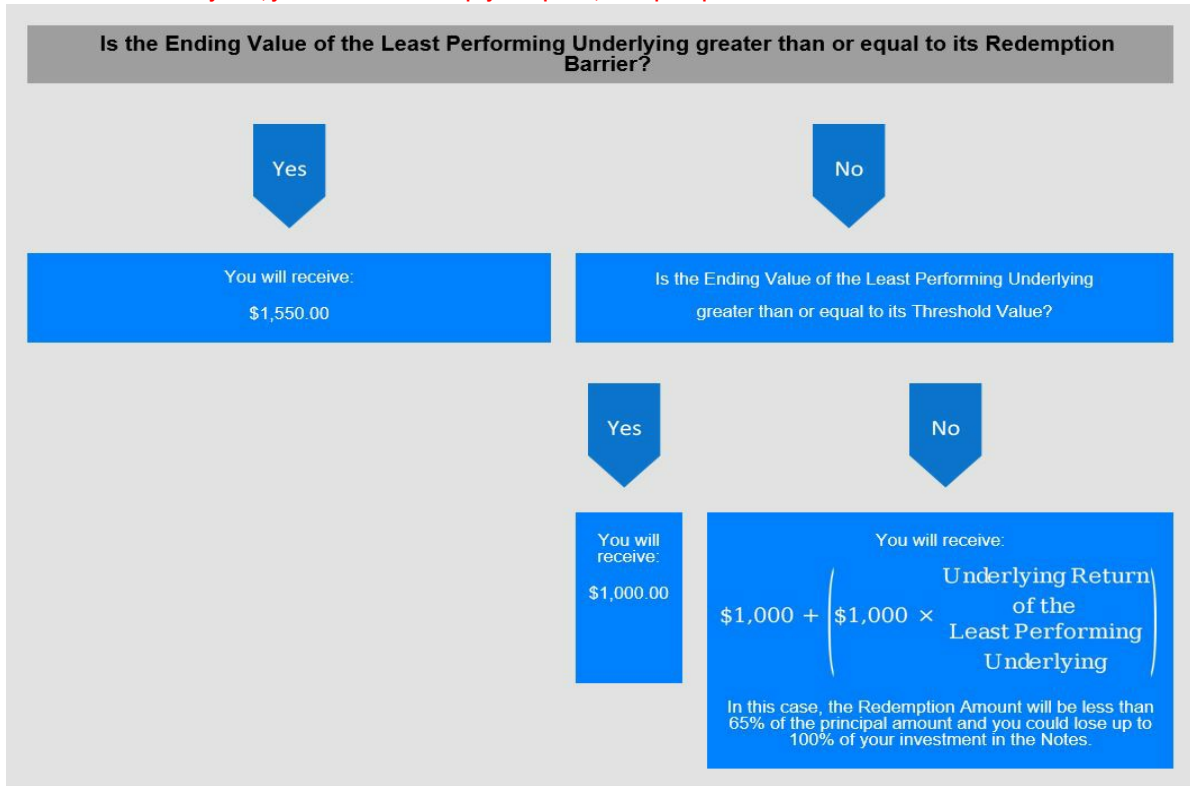 Is the Ending Value of the Least Performing Underlying greater than or equal to its Redemption
Barrier?
Yes
No
You will receive:
$1,550.00
Is the Ending Value of the Least Performing Underlying
greater than or equal to its Threshold Value?
Yes
No
You will
receive:
$1,000.00
You will receive:
$1,000 + ($1,000 × Underlying Return
of the
Least Performing
Underlying)
In this case, the Redemption Amount will be less than
65% of the principal amount and you could lose up to
100% of your investment in the Notes.